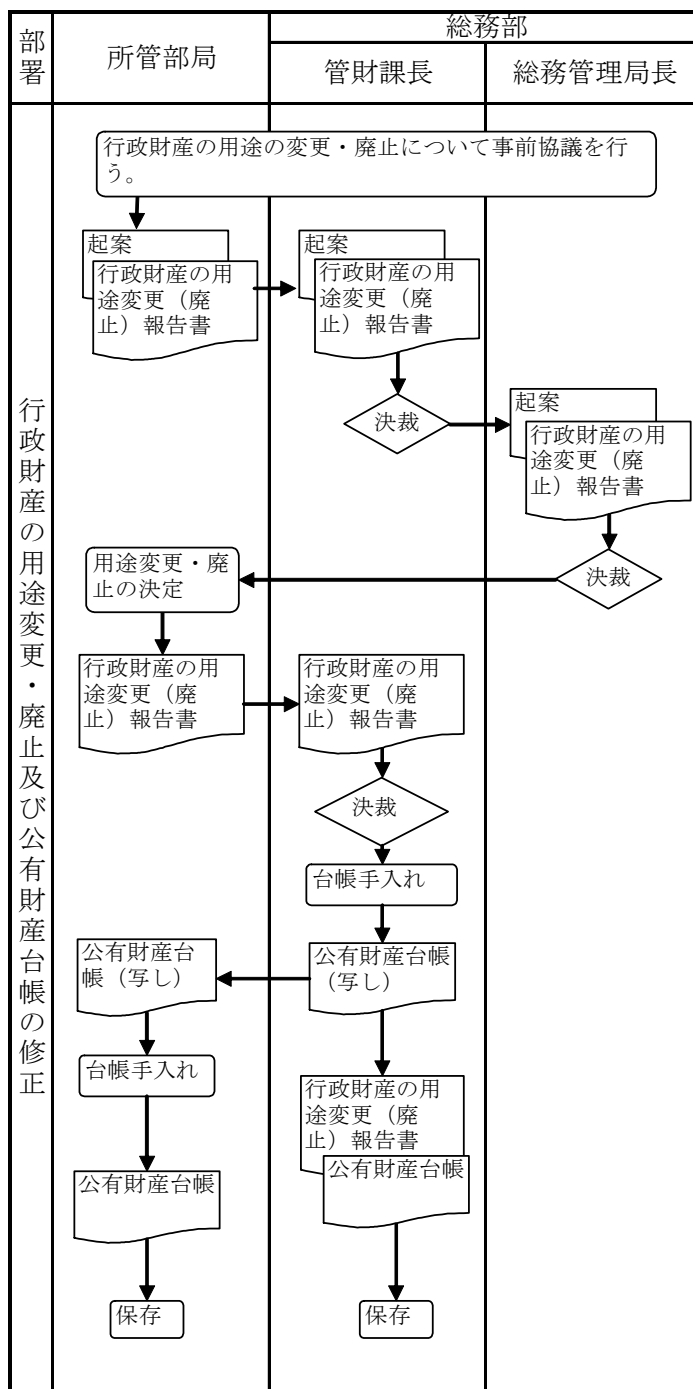 部署
所管部局
総務部
管財課長
総務管理局長
行政財産の用途変更・廃止及び公有財産台帳の修正
行政財産の用途の変更・廃止について事前協議を行
う。
起案
行政財産の用
途変更（廃
止）報告書
起案
行政財産の用
途変更（廃
止）報告書
決裁
起案
行政財産の用
途変更（廃
止）報告書
決裁
用途変更・廃
止の決定
行政財産の用
途変更（廃
止）報告書
行政財産の用
途変更（廃
止）報告書
決裁
台帳手入れ
公有財産台帳
（写し）
公有財産台
帳（写し）
台帳手入れ
公有財産台帳
行政財産の用
途変更（廃
止）報告書
公有財産台帳
保存
保存